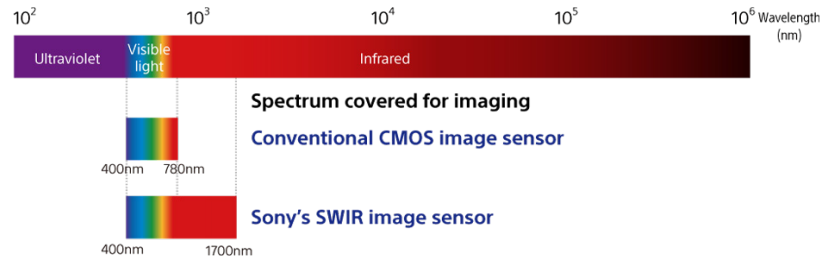 10² 10³ 10⁴ 10⁵ 10⁶ Wavelength
(nm)
Ultraviolet Visible light Infrared
Spectrum covered for imaging
Conventional CMOS image sensor
400nm 780nm
Sony's SWIR image sensor
400nm 1700nm